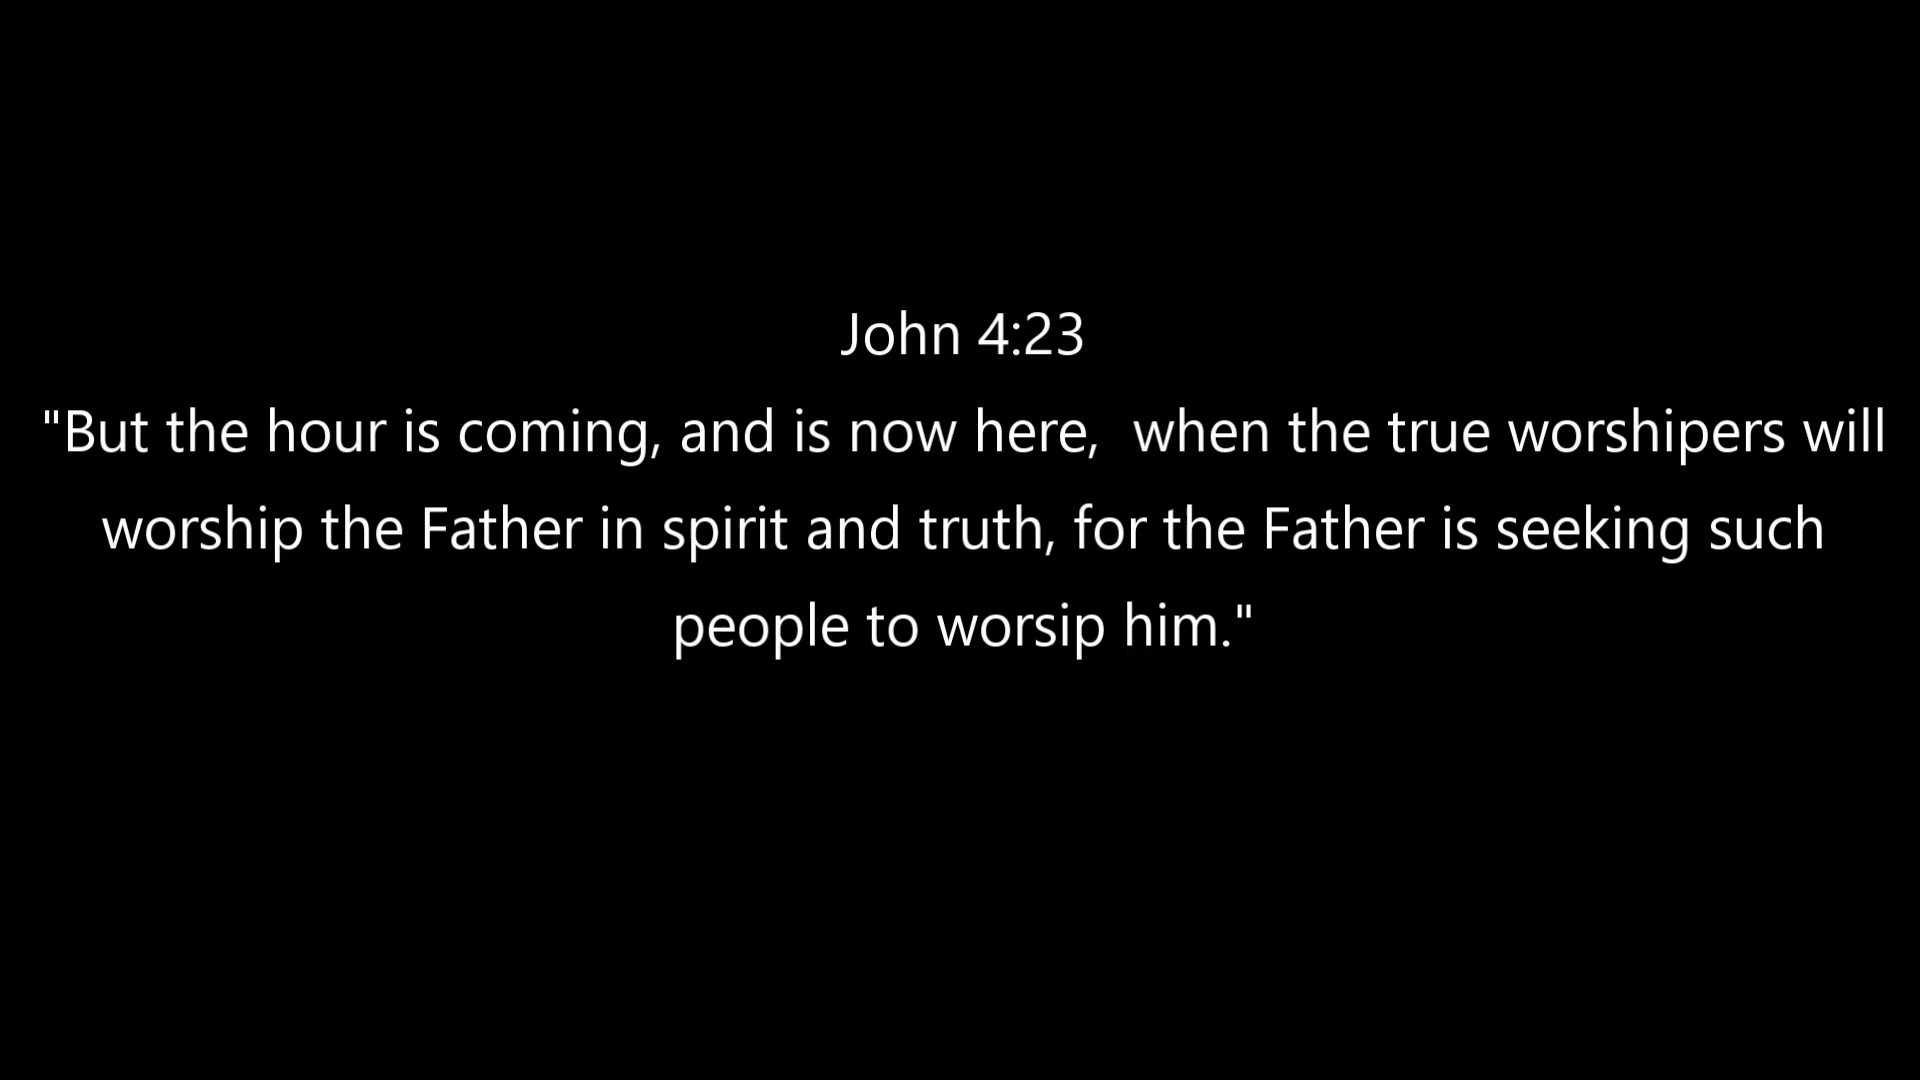 John 4:23
"But the hour is coming, and is now here,  when the true worshipers will
worship the Father in spirit and truth, for the Father is seeking such
people to worsip him."